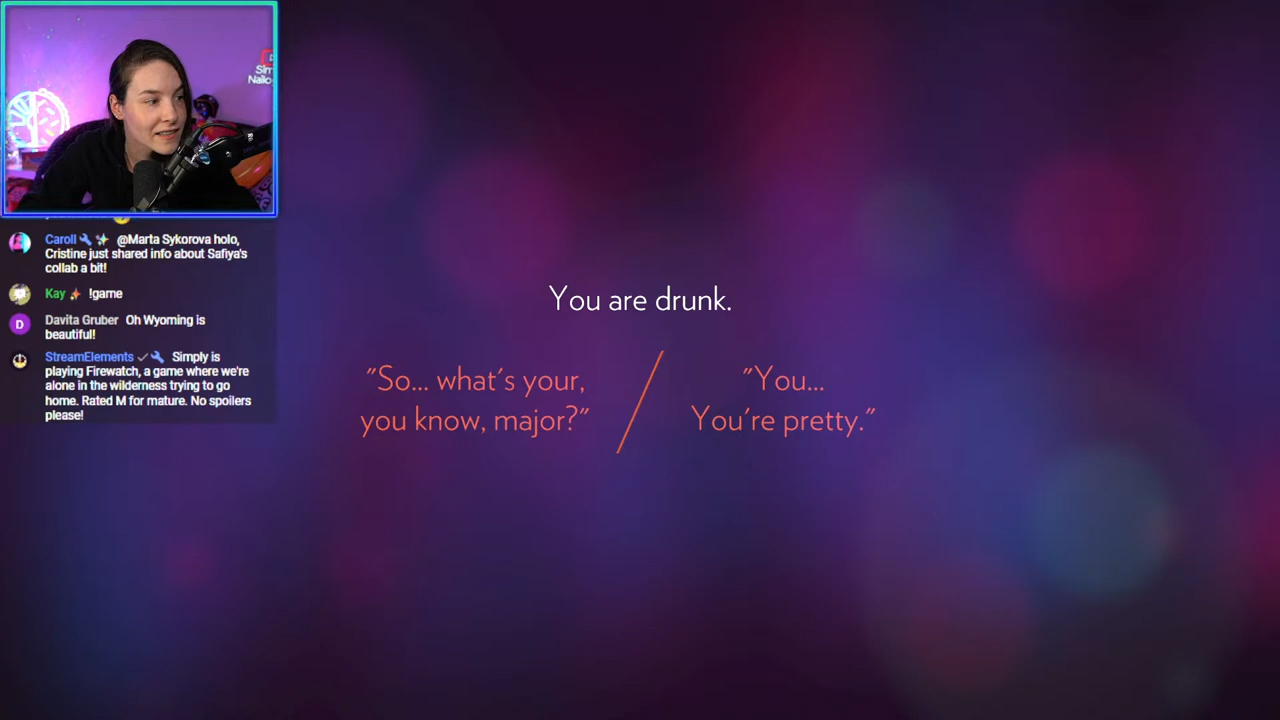 Sim
Nailo
Caroll @Marta Sykorova holo,
Cristine just shared info about Safiya's
collab a bit!
Kay !game
Davita Gruber Oh Wyoming is
beautiful!
D
StreamElements Simply is
playing Firewatch, a game where we're
alone in the wilderness trying to go
home. Rated M for mature. No spoilers
please!
You are drunk.
"So... what's your,
you know, major?"
"You...
You're pretty."